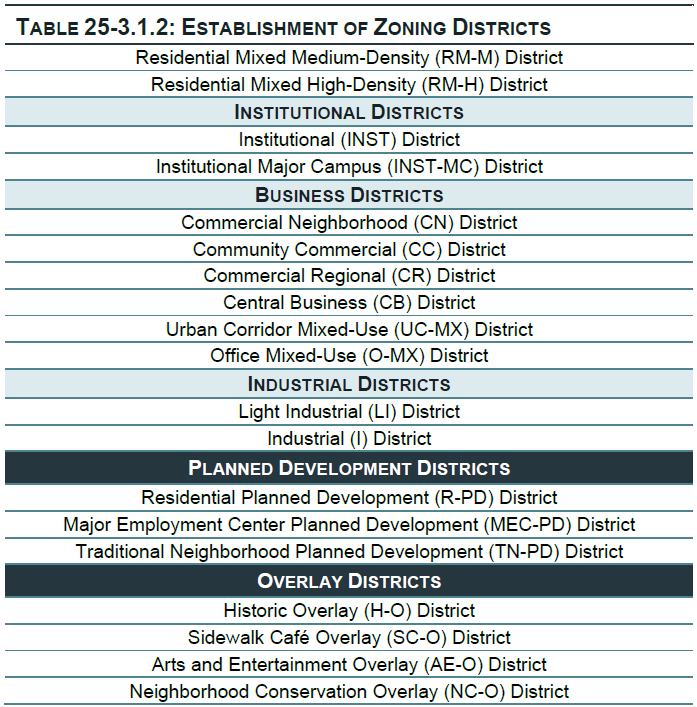 TABLE 25-3.1.2: ESTABLISHMENT OF ZONING DISTRICTS
Residential Mixed Medium-Density (RM-M) District
Residential Mixed High-Density (RM-H) District
INSTITUTIONAL DISTRICTS
Institutional (INST) District
Institutional Major Campus (INST-MC) District
BUSINESS DISTRICTS
Commercial Neighborhood (CN) District
Community Commercial (CC) District
Commercial Regional (CR) District
Central Business (CB) District
Urban Corridor Mixed-Use (UC-MX) District
Office Mixed-Use (O-MX) District
INDUSTRIAL DISTRICTS
Light Industrial (LI) District
Industrial (I) District
PLANNED DEVELOPMENT DISTRICTS
Residential Planned Development (R-PD) District
Major Employment Center Planned Development (MEC-PD) District
Traditional Neighborhood Planned Development (TN-PD) District
OVERLAY DISTRICTS
Historic Overlay (H-O) District
Sidewalk Café Overlay (SC-O) District
Arts and Entertainment Overlay (AE-O) District
Neighborhood Conservation Overlay (NC-O) District